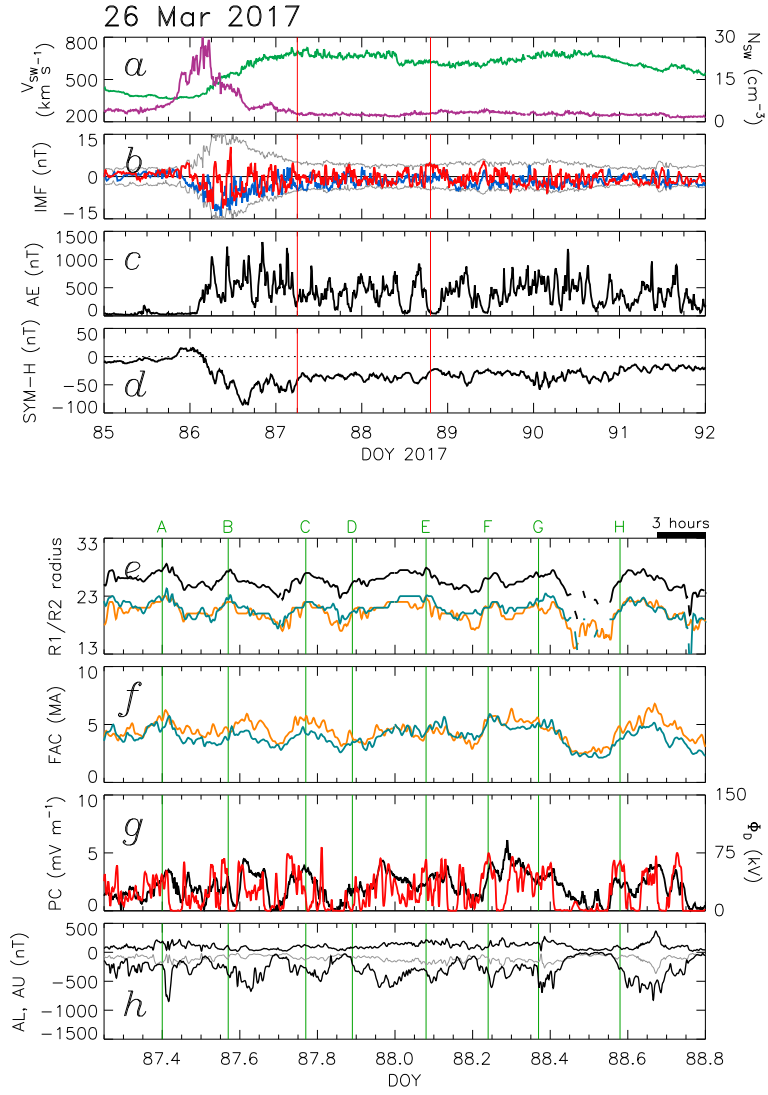 26 Mar 2017
800
600
400
200
V_SW−1
(km s )
a
30
20
10
0
N_SW (cm⁻³)
15
0
−15
IMF (nT)
b
1500
1000
500
0
AE (nT)
c
50
0
−50
−100
SYM−H (nT)
d
85 86 87 88 89 90 91 92
DOY 2017
A B C D E F G H
3 hours
33
23
13
R1/R2 radius
e
10
5
0
FAC (MA)
f
10
5
0
PC (mV m⁻¹)
g
150
75
0
Φ_D (kV)
500
0
−500
−1000
−1500
AL, AU (nT)
h
87.4 87.6 87.8 88.0 88.2 88.4 88.6 88.8
DOY